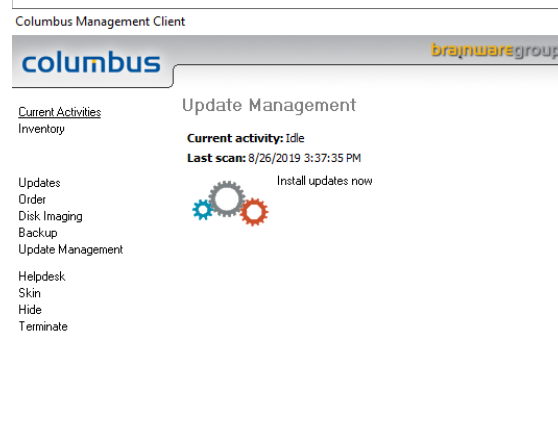 Columbus Management Client
columbus
brainwaregroup
Current Activities
Inventory
Updates
Order
Disk Imaging
Backup
Update Management
Helpdesk
Skin
Hide
Terminate
Update Management
Current activity: Idle
Last scan: 8/26/2019 3:37:35 PM
Install updates now